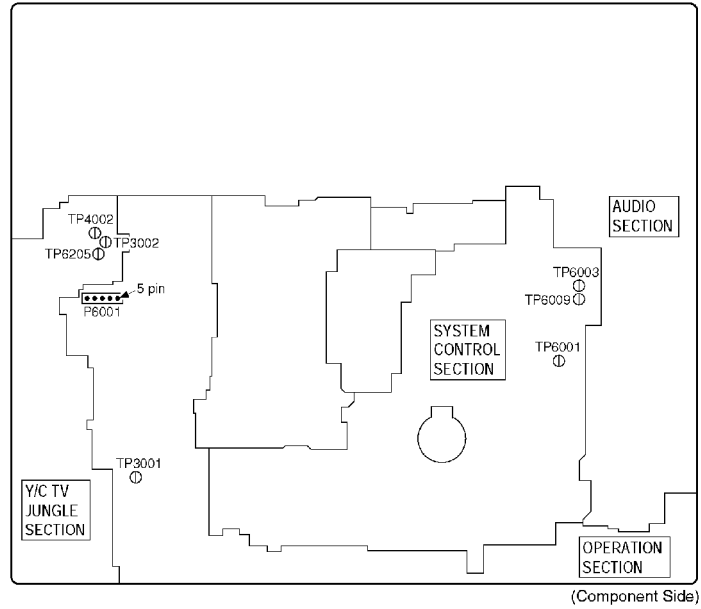 AUDIO
SECTION
TP4002
TP3002
TP6205
5 pin
P6001
TP6003
TP6009
SYSTEM
CONTROL
SECTION
TP6001
TP3001
Y/C TV
JUNGLE
SECTION
OPERATION
SECTION
(Component Side)